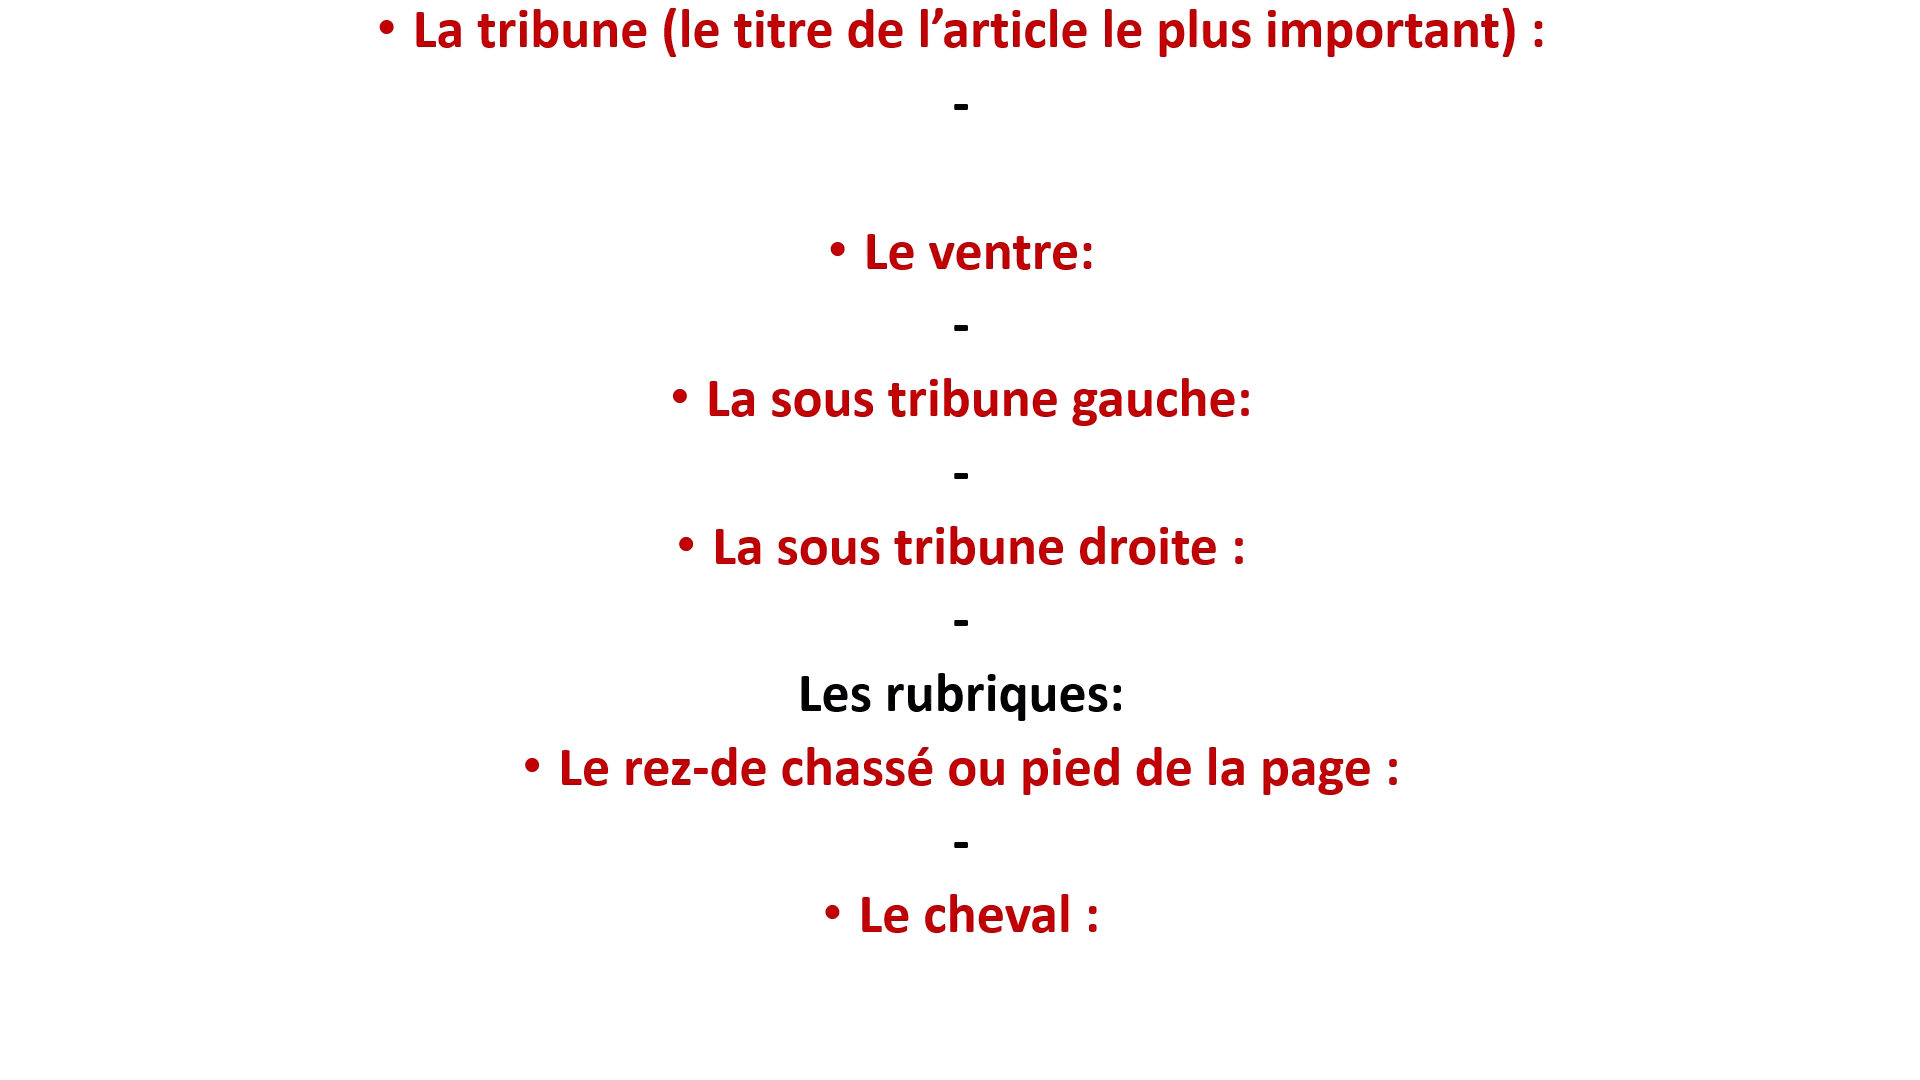 • La tribune (le titre de l’article le plus important) :
-
• Le ventre:
-
• La sous tribune gauche:
-
• La sous tribune droite :
-
Les rubriques:
• Le rez-de chassé ou pied de la page :
-
• Le cheval :